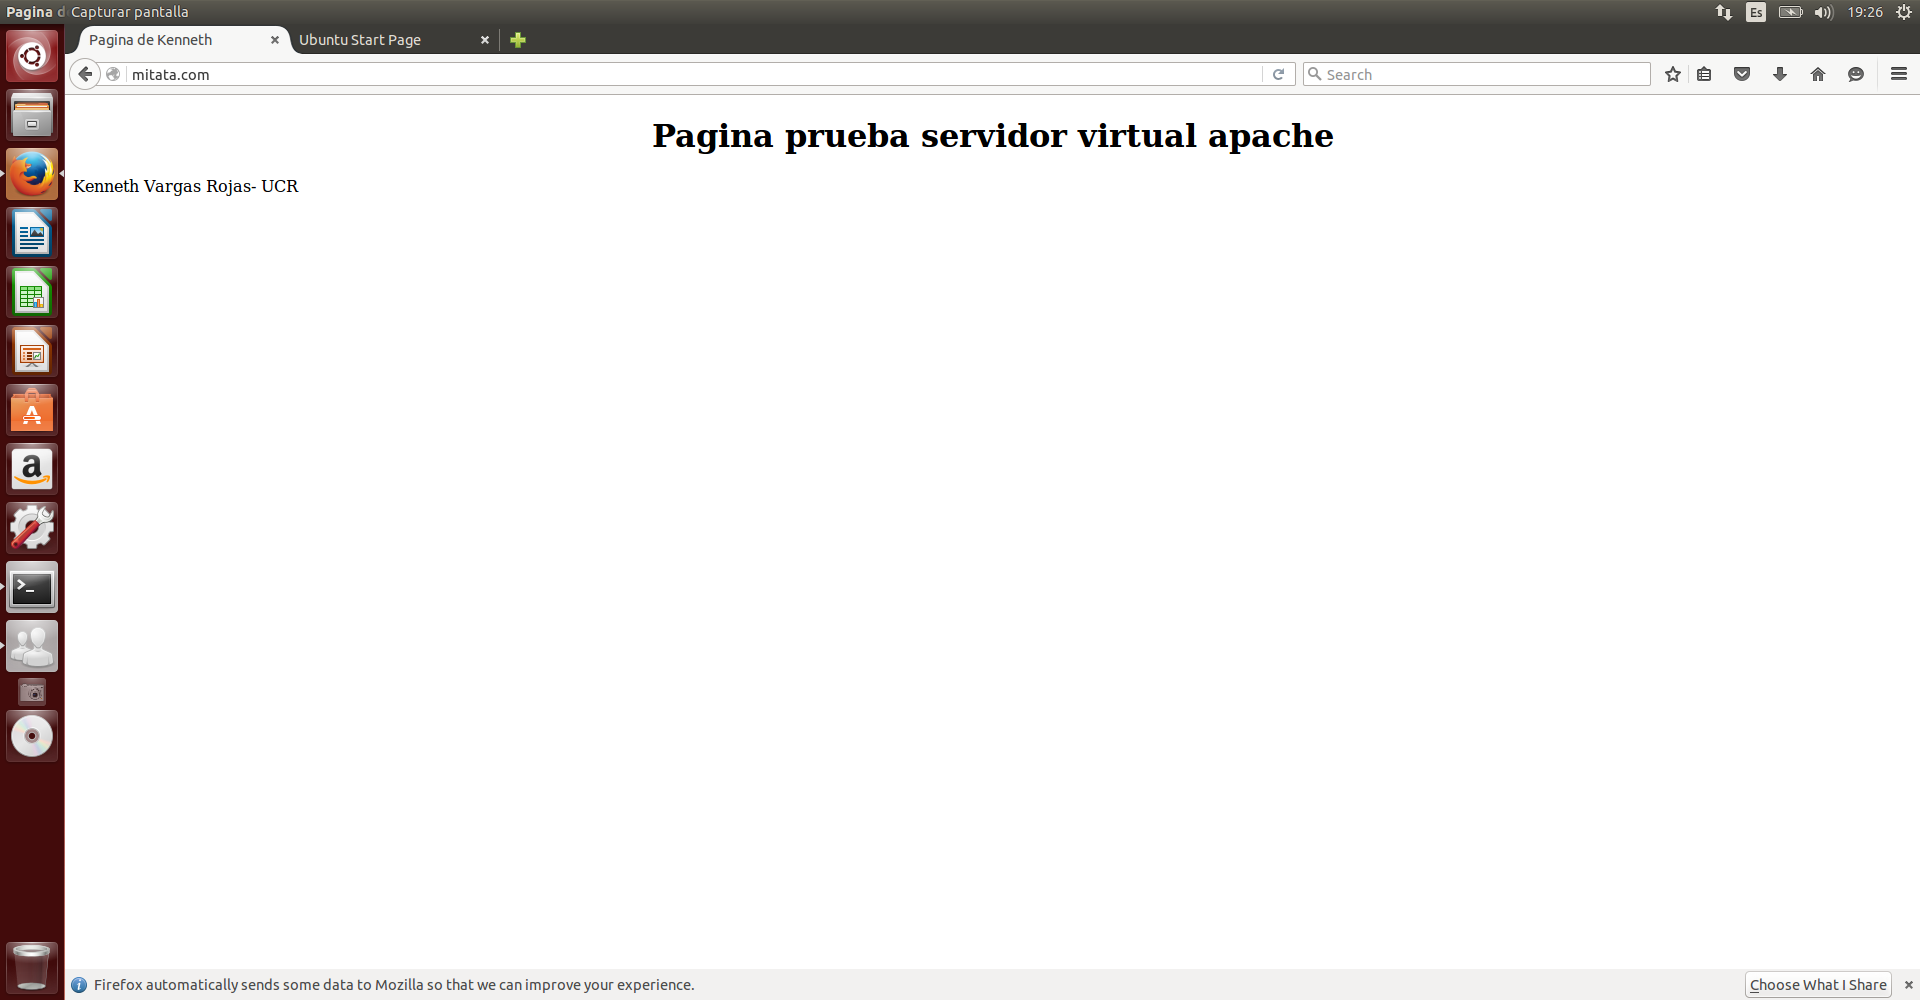 Pagina d Capturar pantalla
Es 19:26
Pagina de Kenneth
Ubuntu Start Page
mitata.com
Search
Pagina prueba servidor virtual apache
Kenneth Vargas Rojas- UCR
A
a
>_
i Firefox automatically sends some data to Mozilla so that we can improve your experience.
Choose What I Share